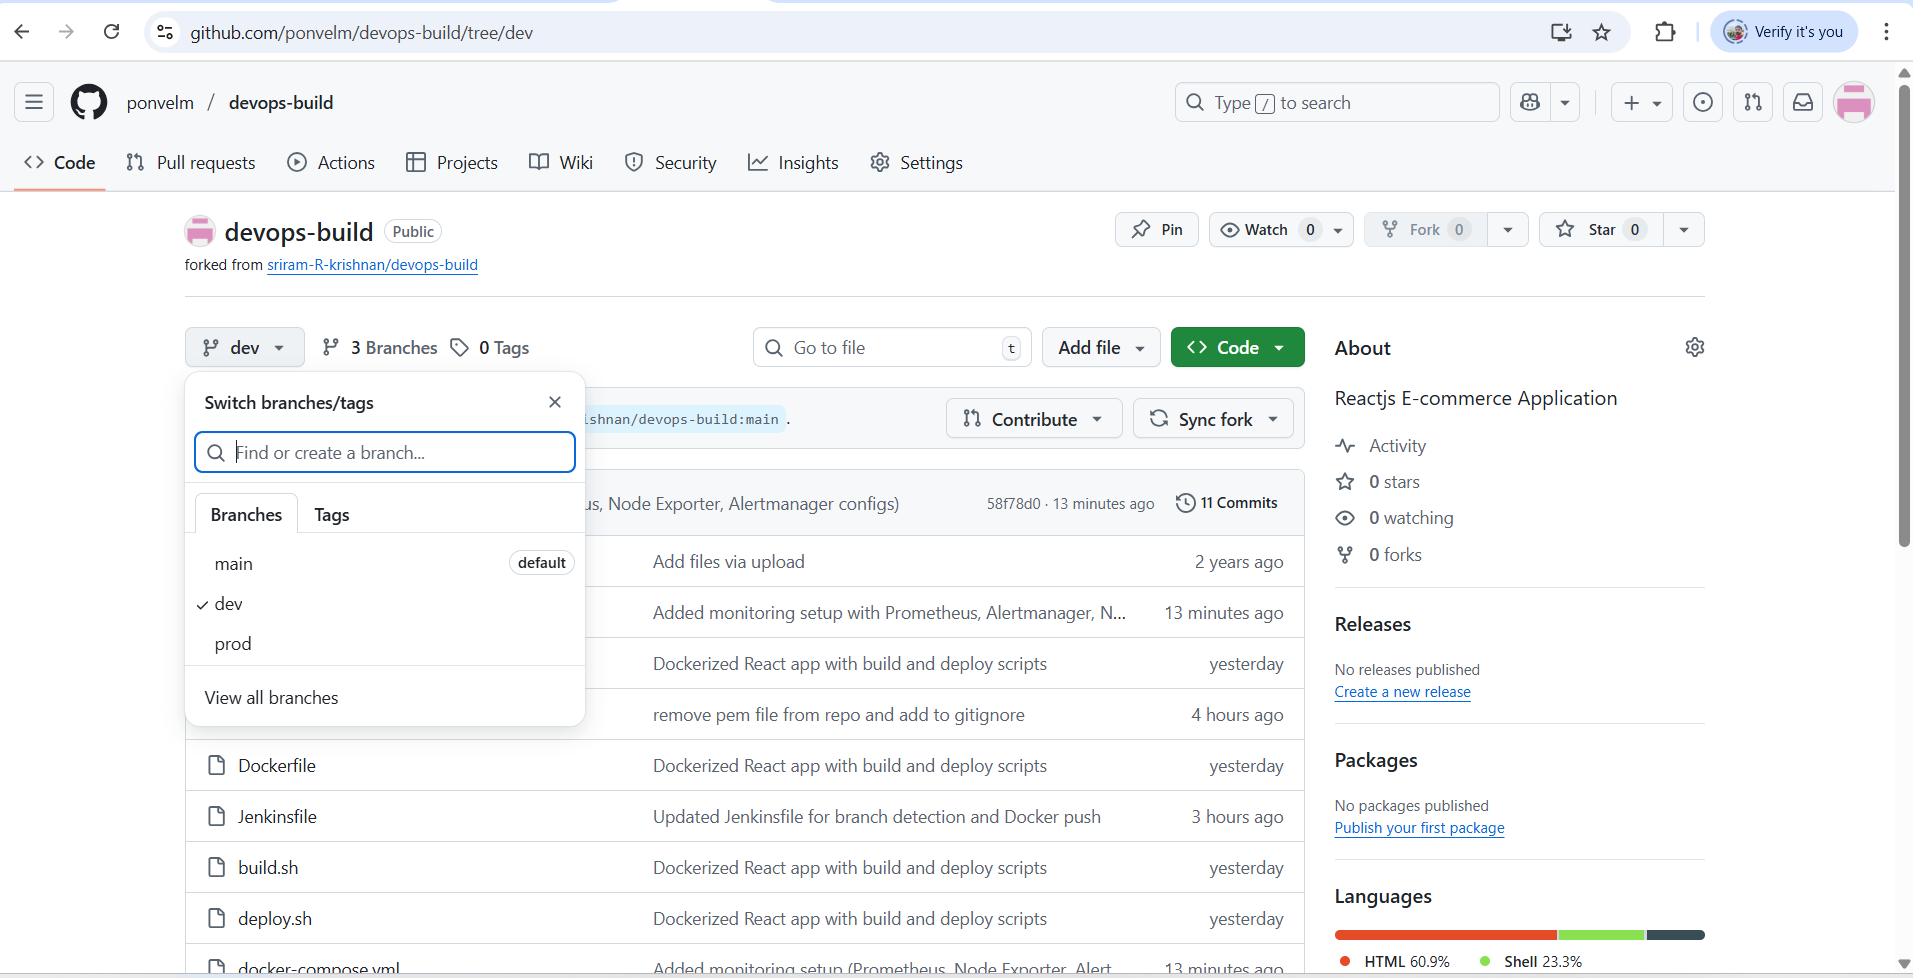 github.com/ponvelm/devops-build/tree/dev
Verify it's you
ponvelm / devops-build
Type / to search
Code
Pull requests
Actions
Projects
Wiki
Security
Insights
Settings
devops-build Public
forked from sriram-R-krishnan/devops-build
Pin
Watch 0
Fork 0
Star 0
dev
3 Branches
0 Tags
Go to file t
Add file
Code
Switch branches/tags
Find or create a branch...
Branches
Tags
main default
dev
prod
View all branches
ishnan/devops-build:main .
Contribute
Sync fork
us, Node Exporter, Alertmanager configs) 58f78d0 · 13 minutes ago 11 Commits
Add files via upload 2 years ago
Added monitoring setup with Prometheus, Alertmanager, N... 13 minutes ago
Dockerized React app with build and deploy scripts yesterday
remove pem file from repo and add to gitignore 4 hours ago
Dockerfile Dockerized React app with build and deploy scripts yesterday
Jenkinsfile Updated Jenkinsfile for branch detection and Docker push 3 hours ago
build.sh Dockerized React app with build and deploy scripts yesterday
deploy.sh Dockerized React app with build and deploy scripts yesterday
docker-compose.yml Added monitoring setup (Prometheus, Node Exporter, Alert... 13 minutes ago
About
Reactjs E-commerce Application
Activity
0 stars
0 watching
0 forks
Releases
No releases published
Create a new release
Packages
No packages published
Publish your first package
Languages
HTML 60.9%
Shell 23.3%